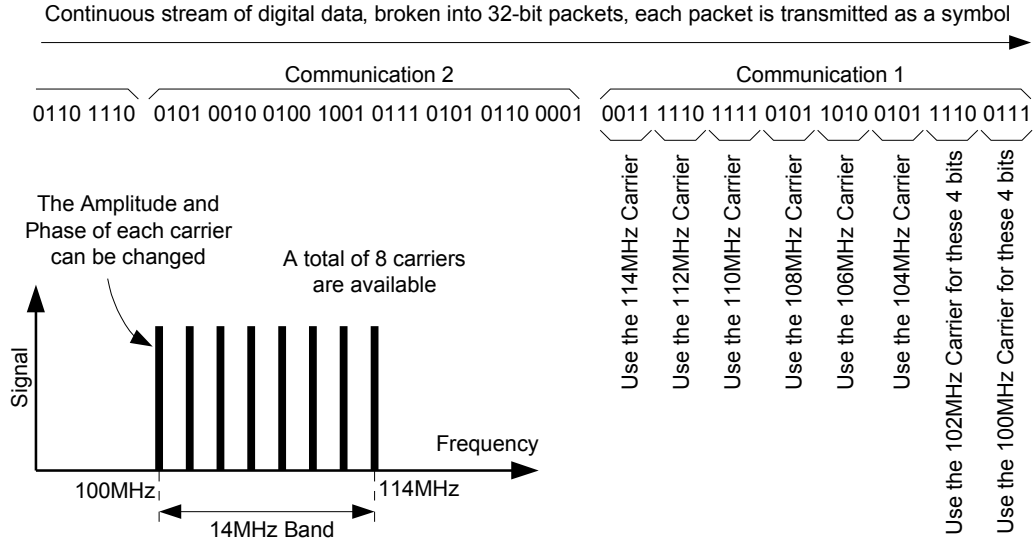 Continuous stream of digital data, broken into 32-bit packets, each packet is transmitted as a symbol
Communication 2
Communication 1
0110 1110
0101 0010 0100 1001 0111 0101 0110 0001
0011 1110 1111 0101 1010 0101 1110 0111
Use the 114MHz Carrier
Use the 112MHz Carrier
Use the 110MHz Carrier
Use the 108MHz Carrier
Use the 106MHz Carrier
Use the 104MHz Carrier
Use the 102MHz Carrier for these 4 bits
Use the 100MHz Carrier for these 4 bits
The Amplitude and
Phase of each carrier
can be changed
A total of 8 carriers
are available
Signal
Frequency
100MHz
114MHz
14MHz Band